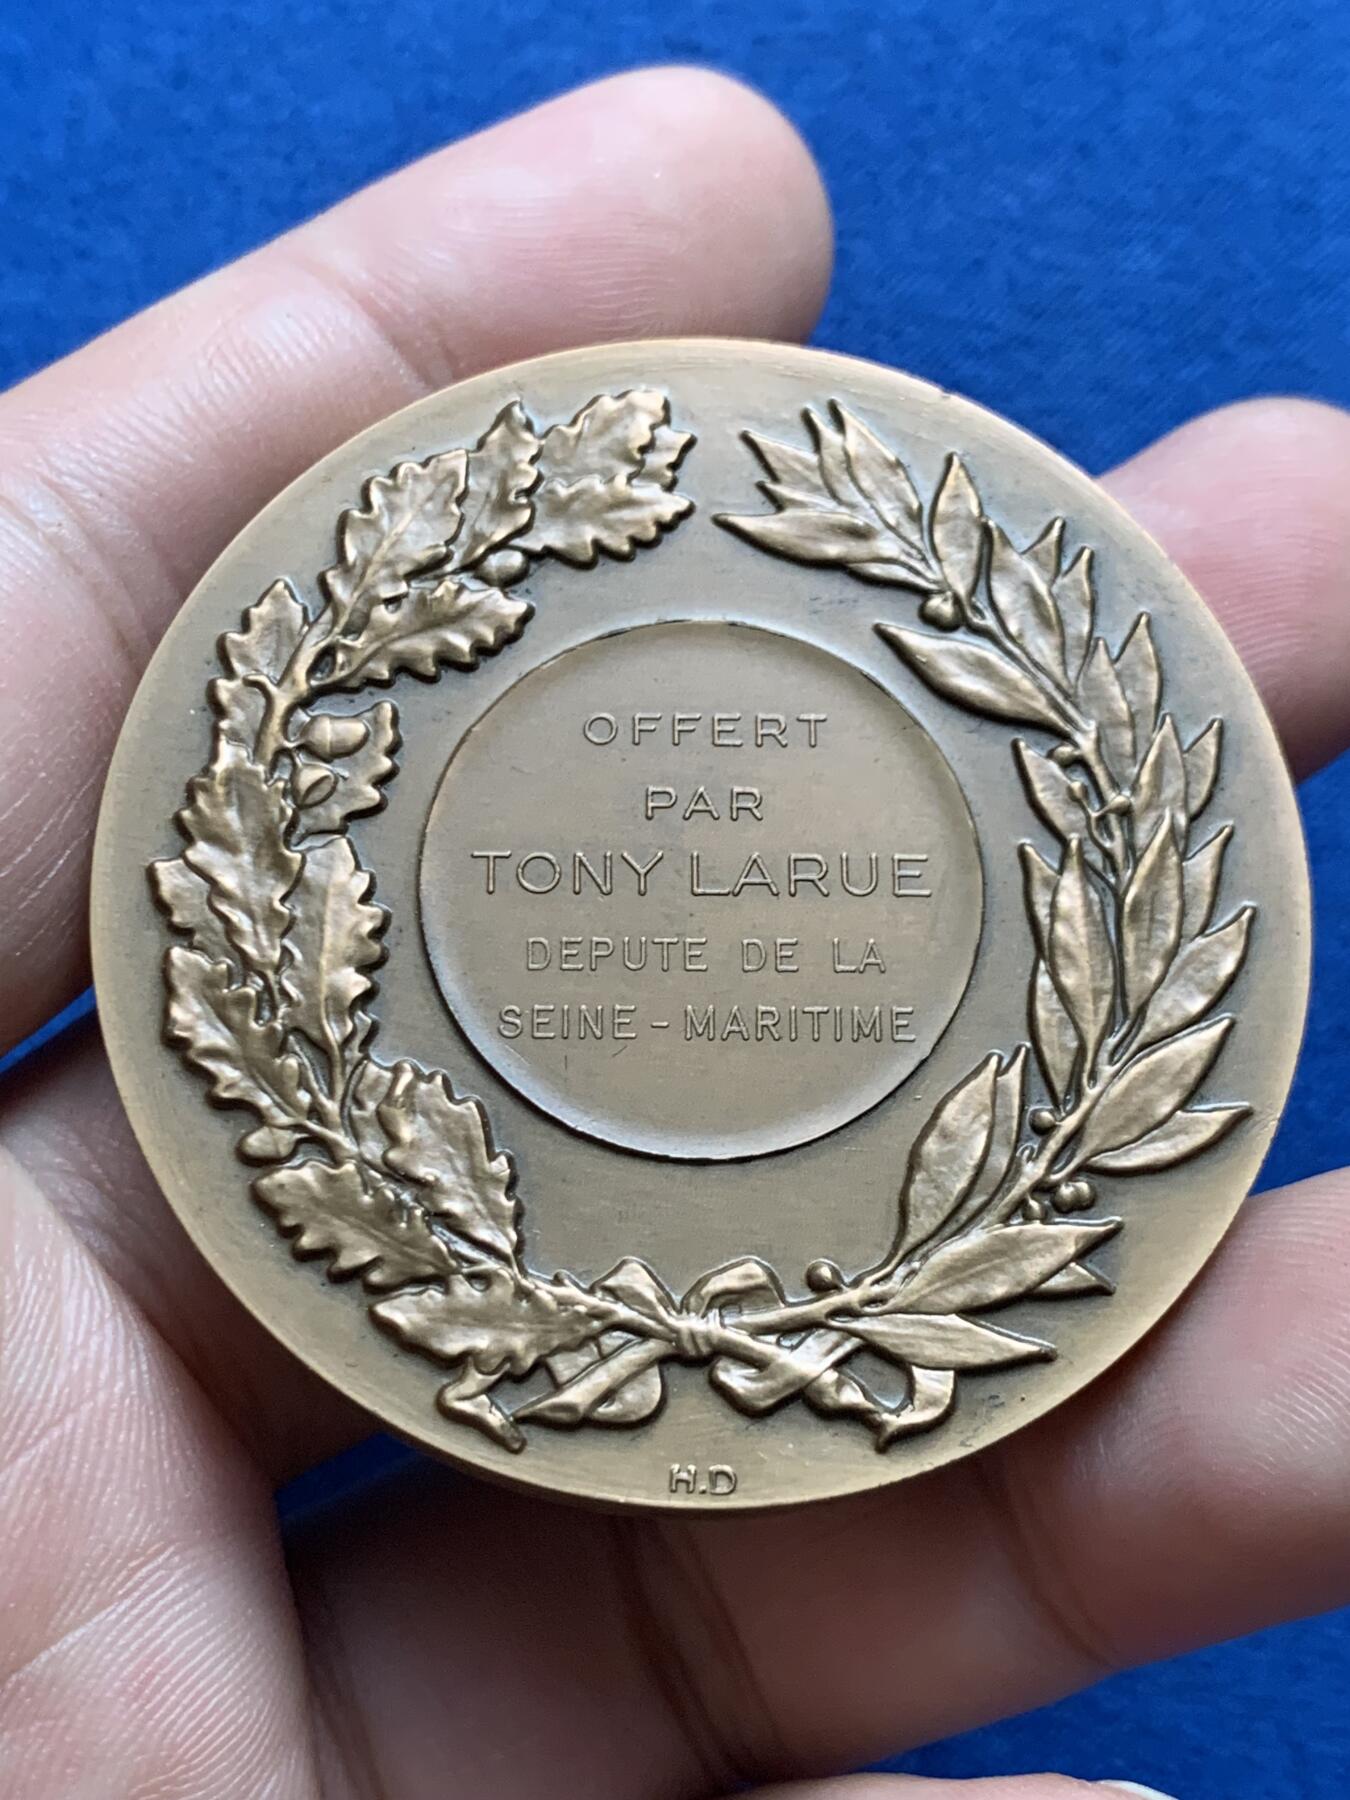 OFFERT
PAR
TONY LARUE
DEPUTE DE LA
SEINE-MARITIME
H.D